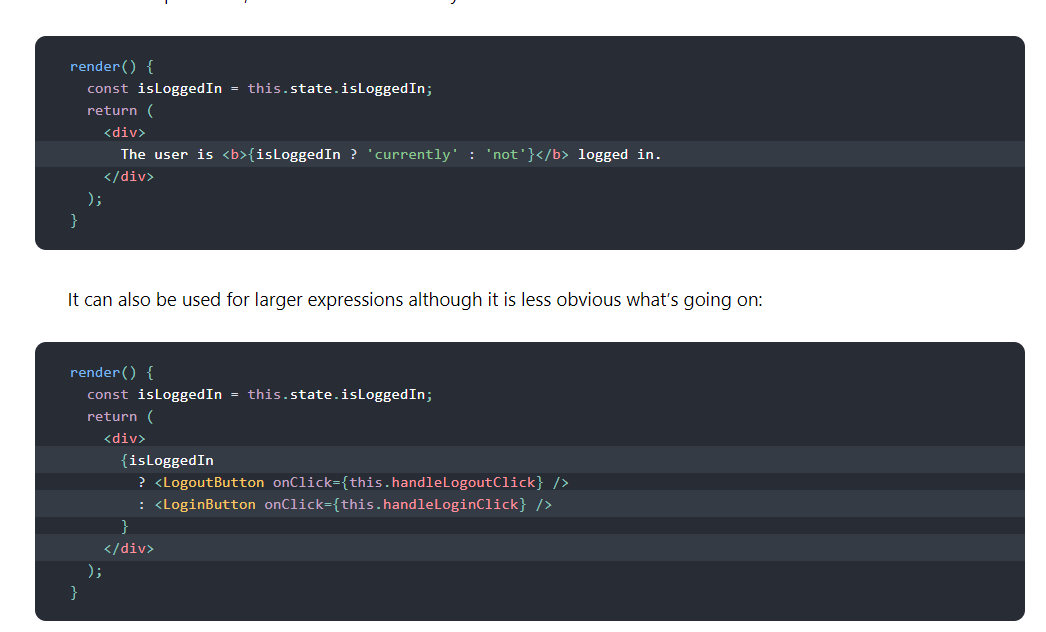 render() {
  const isLoggedIn = this.state.isLoggedIn;
  return (
    <div>
      The user is <b>{isLoggedIn ? 'currently' : 'not'}</b> logged in.
    </div>
  );
}
It can also be used for larger expressions although it is less obvious what's going on:
render() {
  const isLoggedIn = this.state.isLoggedIn;
  return (
    <div>
      {isLoggedIn
        ? <LogoutButton onClick={this.handleLogoutClick} />
        : <LoginButton onClick={this.handleLoginClick} />
      }
    </div>
  );
}